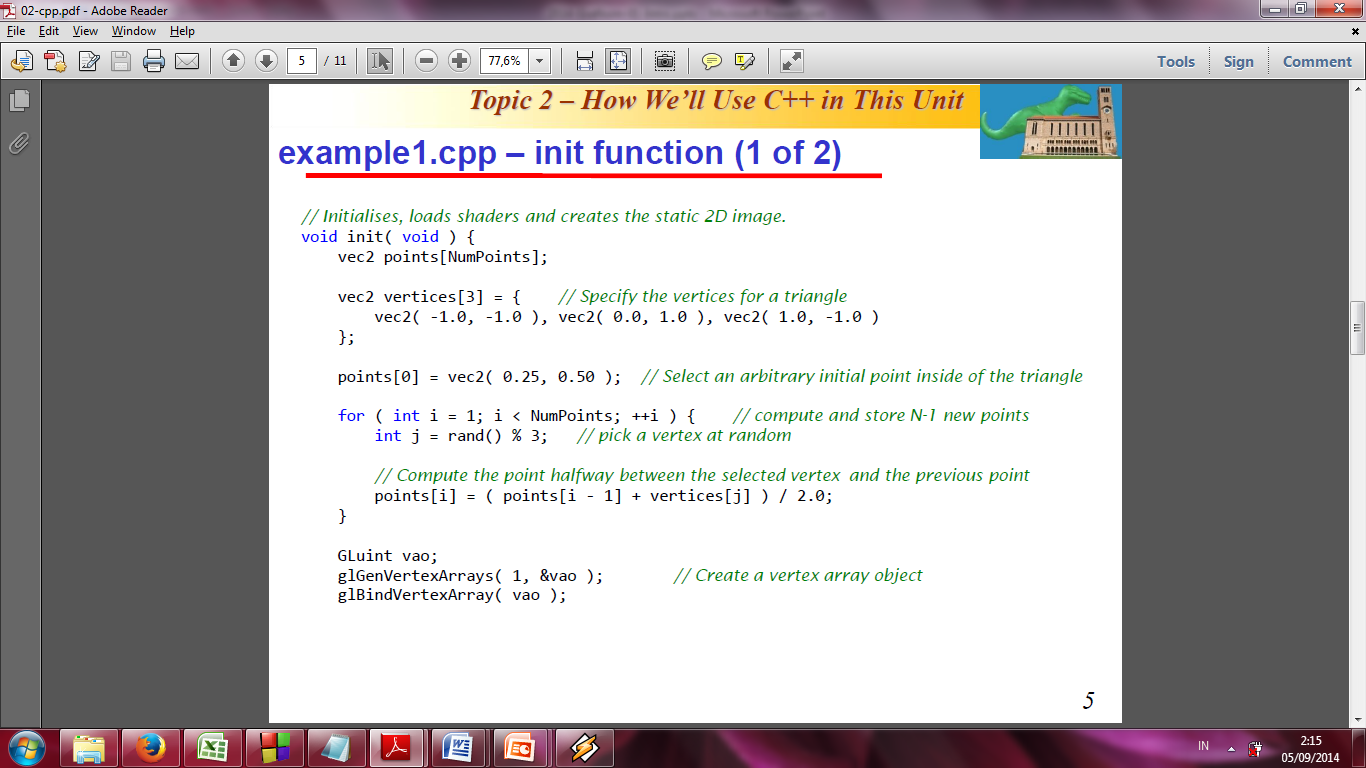 02-cpp.pdf - Adobe Reader
File Edit View Window Help
5 / 11 77,6% Tools Sign Comment
Topic 2 – How We'll Use C++ in This Unit
example1.cpp – init function (1 of 2)
// Initialises, loads shaders and creates the static 2D image.
void init( void ) {
    vec2 points[NumPoints];
    vec2 vertices[3] = {    // Specify the vertices for a triangle
        vec2( -1.0, -1.0 ), vec2( 0.0, 1.0 ), vec2( 1.0, -1.0 )
    };
    points[0] = vec2( 0.25, 0.50 );  // Select an arbitrary initial point inside of the triangle
    for ( int i = 1; i < NumPoints; ++i ) {    // compute and store N-1 new points
        int j = rand() % 3;   // pick a vertex at random
        // Compute the point halfway between the selected vertex and the previous point
        points[i] = ( points[i - 1] + vertices[j] ) / 2.0;
    }
    GLuint vao;
    glGenVertexArrays( 1, &vao );        // Create a vertex array object
    glBindVertexArray( vao );
5
IN 2:15
05/09/2014